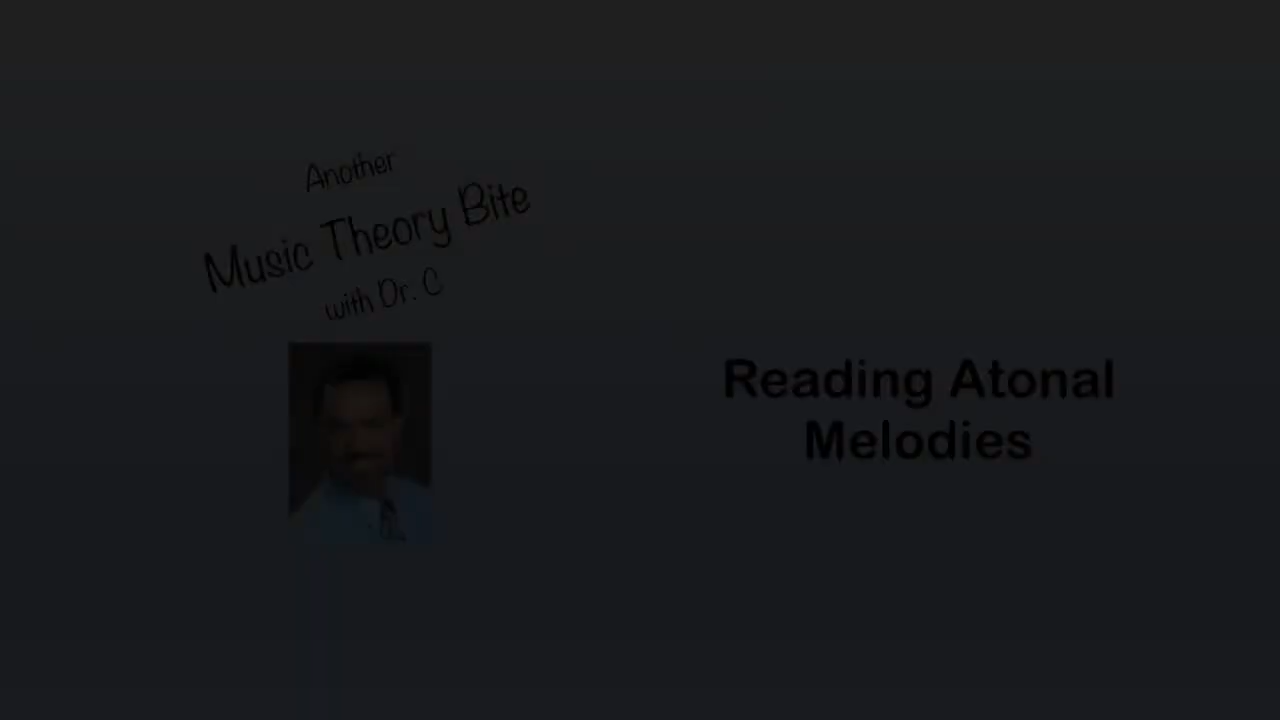 Another
Music Theory Bite
with Dr. C
Reading Atonal
Melodies